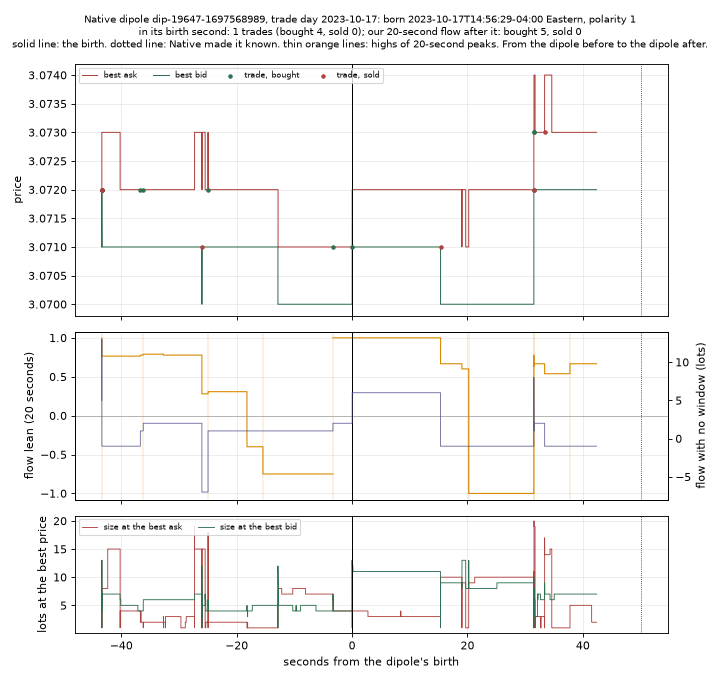 Native dipole dip-19647-1697568989, trade day 2023-10-17: born 2023-10-17T14:56:29-04:00 Eastern, polarity 1
in its birth second: 1 trades (bought 4, sold 0); our 20-second flow after it: bought 5, sold 0
solid line: the birth. dotted line: Native made it known. thin orange lines: highs of 20-second peaks. From the dipole before to the dipole after.
best ask best bid trade, bought trade, sold
3.0740
3.0735
3.0730
3.0725
3.0720
3.0715
3.0710
3.0705
3.0700
price
1.0
0.5
0.0
−0.5
−1.0
flow lean (20 seconds)
10
5
0
−5
flow with no window (lots)
size at the best ask size at the best bid
20
15
10
5
lots at the best price
−40 −20 0 20 40
seconds from the dipole's birth